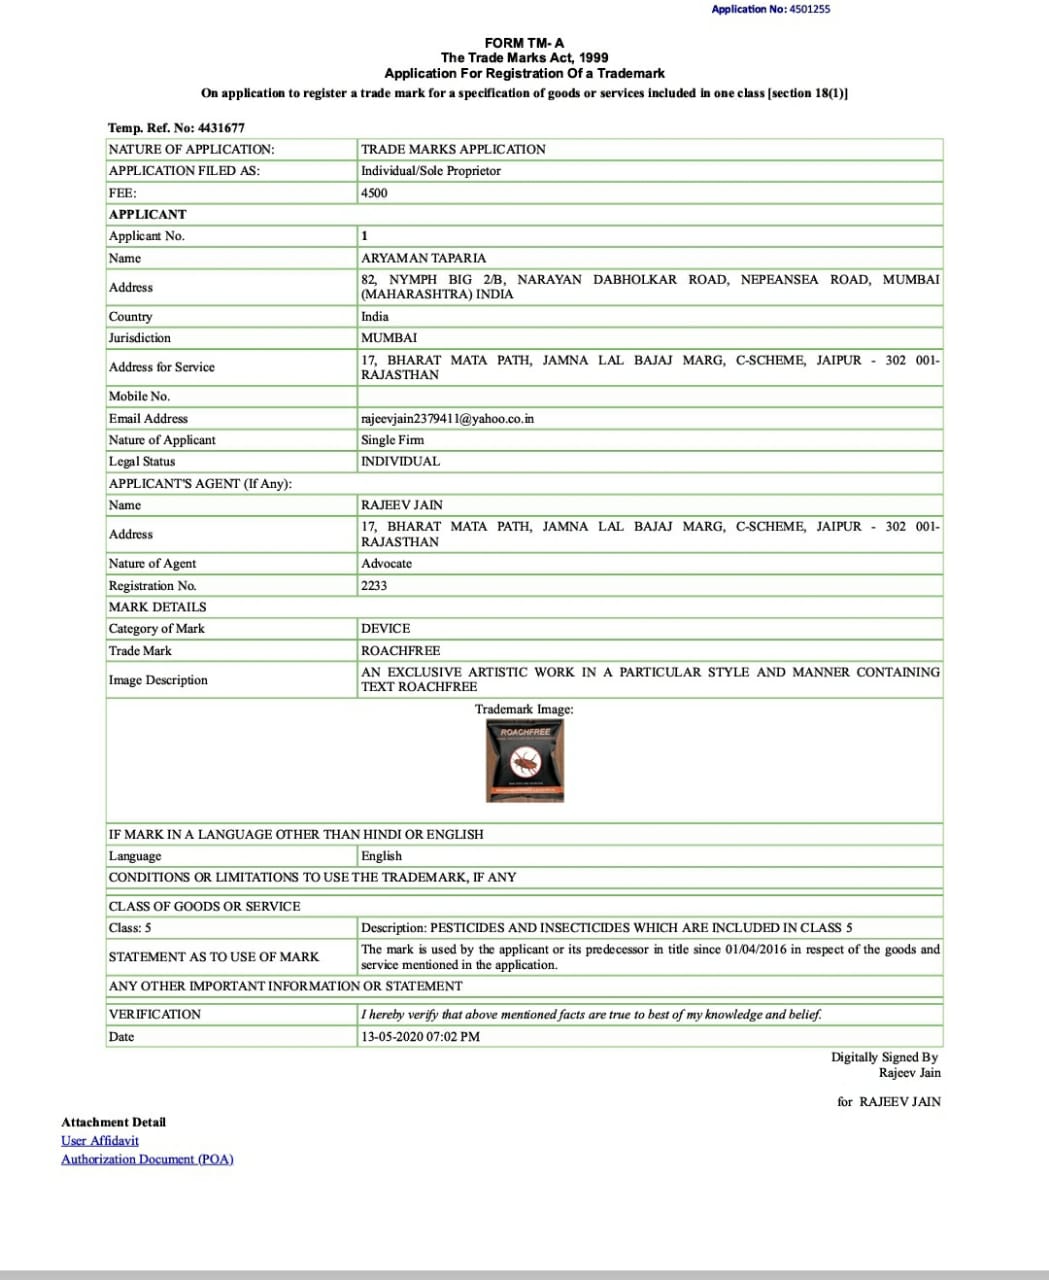 Application No: 4501255
FORM TM- A
The Trade Marks Act, 1999
Application For Registration Of a Trademark
On application to register a trade mark for a specification of goods or services included in one class [section 18(1)]
Temp. Ref. No: 4431677
NATURE OF APPLICATION: TRADE MARKS APPLICATION
APPLICATION FILED AS: Individual/Sole Proprietor
FEE: 4500
APPLICANT
Applicant No. 1
Name ARYAMAN TAPARIA
Address 82, NYMPH BIG 2/B, NARAYAN DABHOLKAR ROAD, NEPEANSEA ROAD, MUMBAI
(MAHARASHTRA) INDIA
Country India
Jurisdiction MUMBAI
Address for Service 17, BHARAT MATA PATH, JAMNA LAL BAJAJ MARG, C-SCHEME, JAIPUR - 302 001-
RAJASTHAN
Mobile No.
Email Address rajeevjain2379411@yahoo.co.in
Nature of Applicant Single Firm
Legal Status INDIVIDUAL
APPLICANT'S AGENT (If Any):
Name RAJEEV JAIN
Address 17, BHARAT MATA PATH, JAMNA LAL BAJAJ MARG, C-SCHEME, JAIPUR - 302 001-
RAJASTHAN
Nature of Agent Advocate
Registration No. 2233
MARK DETAILS
Category of Mark DEVICE
Trade Mark ROACHFREE
Image Description AN EXCLUSIVE ARTISTIC WORK IN A PARTICULAR STYLE AND MANNER CONTAINING
TEXT ROACHFREE
Trademark Image:
ROACHFREE
IF MARK IN A LANGUAGE OTHER THAN HINDI OR ENGLISH
Language English
CONDITIONS OR LIMITATIONS TO USE THE TRADEMARK, IF ANY
CLASS OF GOODS OR SERVICE
Class: 5 Description: PESTICIDES AND INSECTICIDES WHICH ARE INCLUDED IN CLASS 5
STATEMENT AS TO USE OF MARK The mark is used by the applicant or its predecessor in title since 01/04/2016 in respect of the goods and
service mentioned in the application.
ANY OTHER IMPORTANT INFORMATION OR STATEMENT
VERIFICATION I hereby verify that above mentioned facts are true to best of my knowledge and belief.
Date 13-05-2020 07:02 PM
Digitally Signed By
Rajeev Jain
for RAJEEV JAIN
Attachment Detail
User Affidavit
Authorization Document (POA)